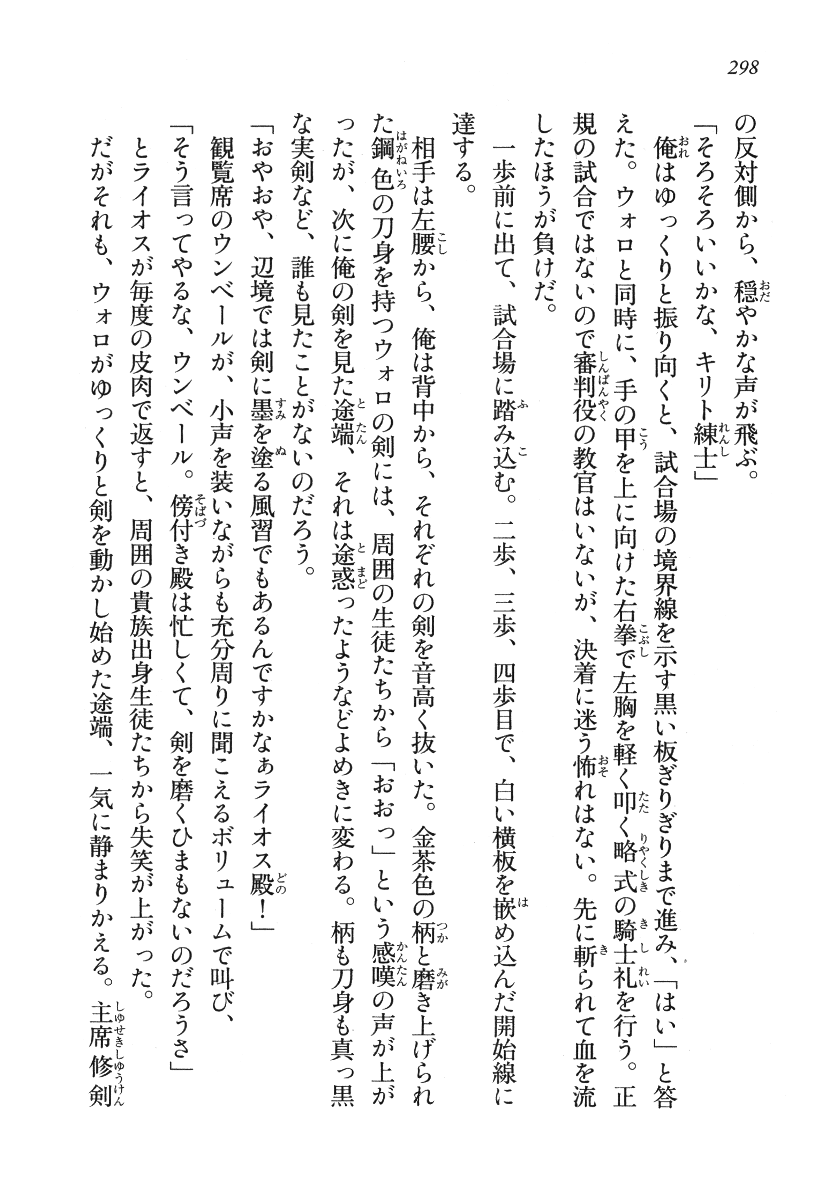 298
の反対側から、穏やかな声が飛ぶ。
「そろそろいいかな、キリト練士」
俺はゆっくりと振り向くと、試合場の境界線を示す黒い板ぎりぎりまで進み、「はい」と答
えた。ウォロと同時に、手の甲を上に向けた右拳で左胸を軽く叩く略式の騎士礼を行う。正
規の試合ではないので審判役の教官はいないが、決着に迷う怖れはない。先に斬られて血を流
したほうが負けだ。
一歩前に出て、試合場に踏み込む。二歩、三歩、四歩目で、白い横板を嵌め込んだ開始線に
達する。
相手は左腰から、俺は背中から、それぞれの剣を音高く抜いた。金茶色の柄と磨き上げられ
た鋼色の刀身を持つウォロの剣には、周囲の生徒たちから「おおっ」という感嘆の声が上が
ったが、次に俺の剣を見た途端、それは途惑ったようなどよめきに変わる。柄も刀身も真っ黒
な実剣など、誰も見たことがないのだろう。
「おやおや、辺境では剣に墨を塗る風習でもあるんですかなぁライオス殿！」
観覧席のウンベールが、小声を装いながらも充分周りに聞こえるボリュームで叫び、
「そう言ってやるな、ウンベール。傍付き殿は忙しくて、剣を磨くひまもないのだろうさ」
とライオスが毎度の皮肉で返すと、周囲の貴族出身生徒たちから失笑が上がった。
だがそれも、ウォロがゆっくりと剣を動かし始めた途端、一気に静まりかえる。主席修剣